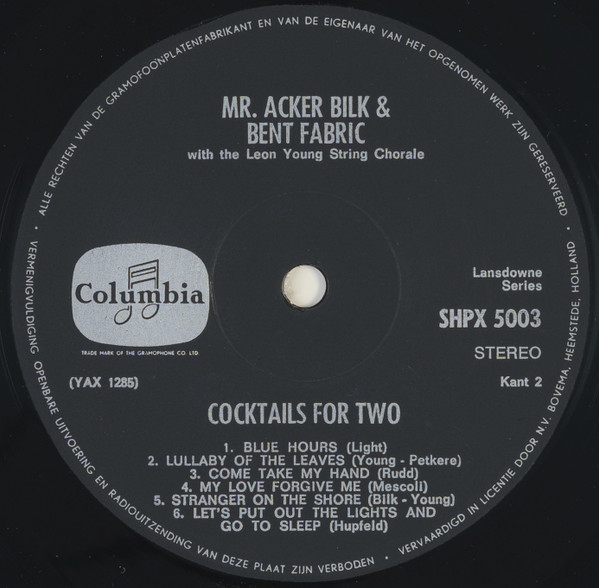 ALLE RECHTEN VAN DE GRAMOFOONPLATENFABRIKANT EN VAN DE EIGENAAR VAN HET OPGENOMEN WERK ZIJN GERESERVEERD
MR. ACKER BILK &
BENT FABRIC
with the Leon Young String Chorale
Columbia
TRADE MARK OF THE GRAMOPHONE CO. LTD.
(YAX 1285)
Lansdowne
Series
SHPX 5003
STEREO
Kant 2
COCKTAILS FOR TWO
1. BLUE HOURS (Light)
2. LULLABY OF THE LEAVES (Young - Petkere)
3. COME TAKE MY HAND (Rudd)
4. MY LOVE FORGIVE ME (Mescoli)
5. STRANGER ON THE SHORE (Bilk - Young)
6. LET'S PUT OUT THE LIGHTS AND
GO TO SLEEP (Hupfeld)
VERMENIGVULDIGING OPENBARE UITVOERING EN RADIOUITZENDING VAN DEZE PLAAT ZIJN VERBODEN
VERVAARDIGD IN LICENTIE DOOR N.V. BOVEMA, HEEMSTEDE, HOLLAND